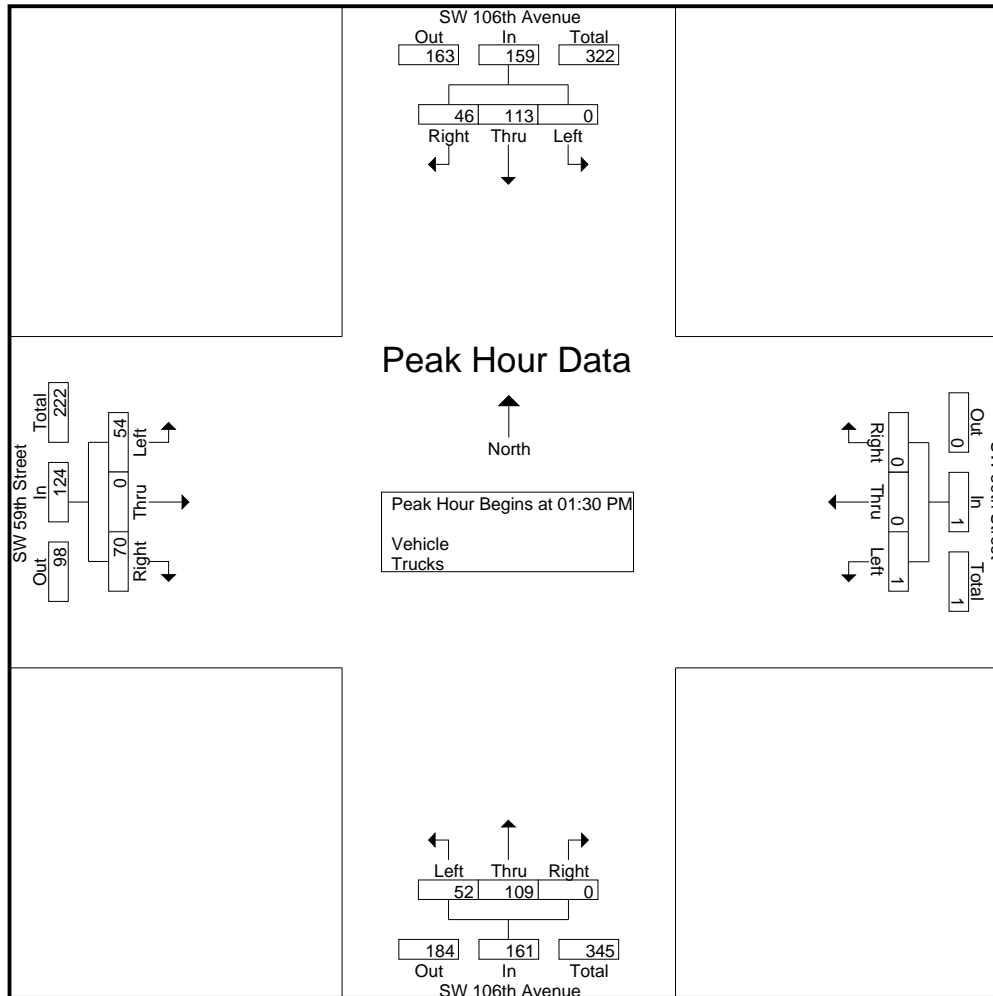 SW 106th Avenue
Out In Total
163 159 322
46 113 0
Right Thru Left
Peak Hour Data
North
Peak Hour Begins at 01:30 PM
Vehicle
Trucks
SW 59th Street
Out In Total
98 124 222
54 0 70
Left Thru Right
Out In Total
0 1 1
Right Thru Left
0 0 1
Left Thru Right
52 109 0
184 161 345
Out In Total
SW 106th Avenue